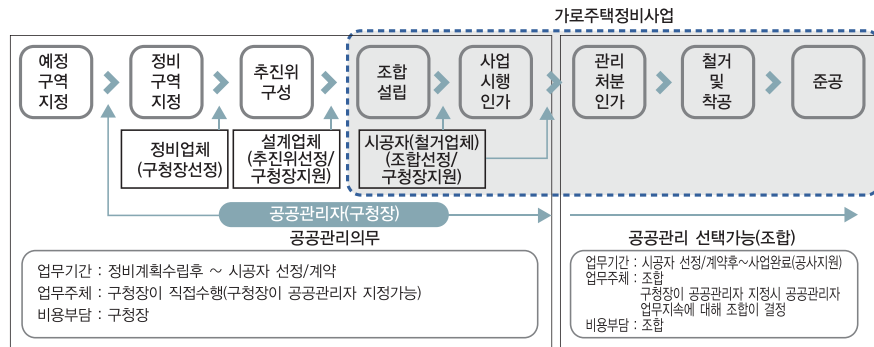 가로주택정비사업
예정
구역
지정
정비
구역
지정
추진위
구성
조합
설립
사업
시행
인가
관리
처분
인가
철거
및
착공
준공
정비업체
(구청장선정)
설계업체
(추진위선정/
구청장지원)
시공자(철거업체)
(조합선정/
구청장지원)
공공관리자(구청장)
공공관리의무
업무기간 : 정비계획수립후 ~ 시공자 선정/계약
업무주체 : 구청장이 직접수행(구청장이 공공관리자 지정가능)
비용부담 : 구청장
공공관리 선택가능(조합)
업무기간 : 시공자 선정/계약후~사업완료(공사지원)
업무주체 : 조합
구청장이 공공관리자 지정시 공공관리자
업무지속에 대해 조합이 결정
비용부담 : 조합